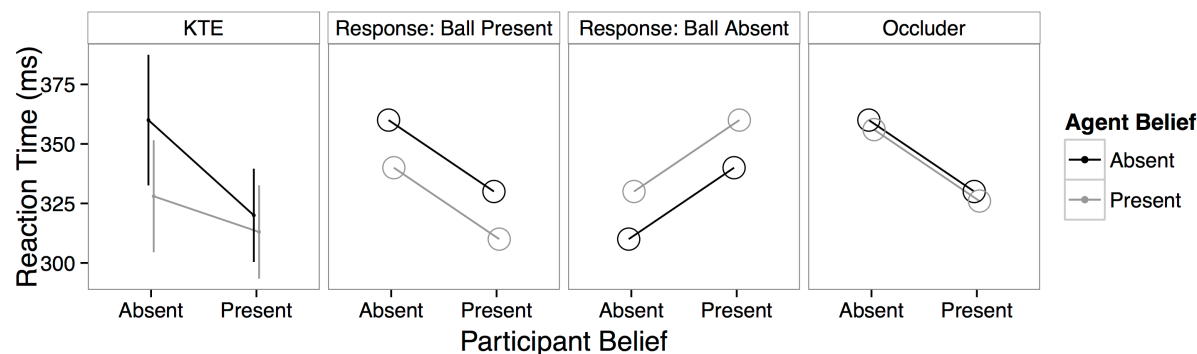 KTE
Response: Ball Present
Response: Ball Absent
Occluder
Reaction Time (ms)
375
350
325
300
Absent
Present
Absent
Present
Absent
Present
Absent
Present
Participant Belief
Agent Belief
Absent
Present